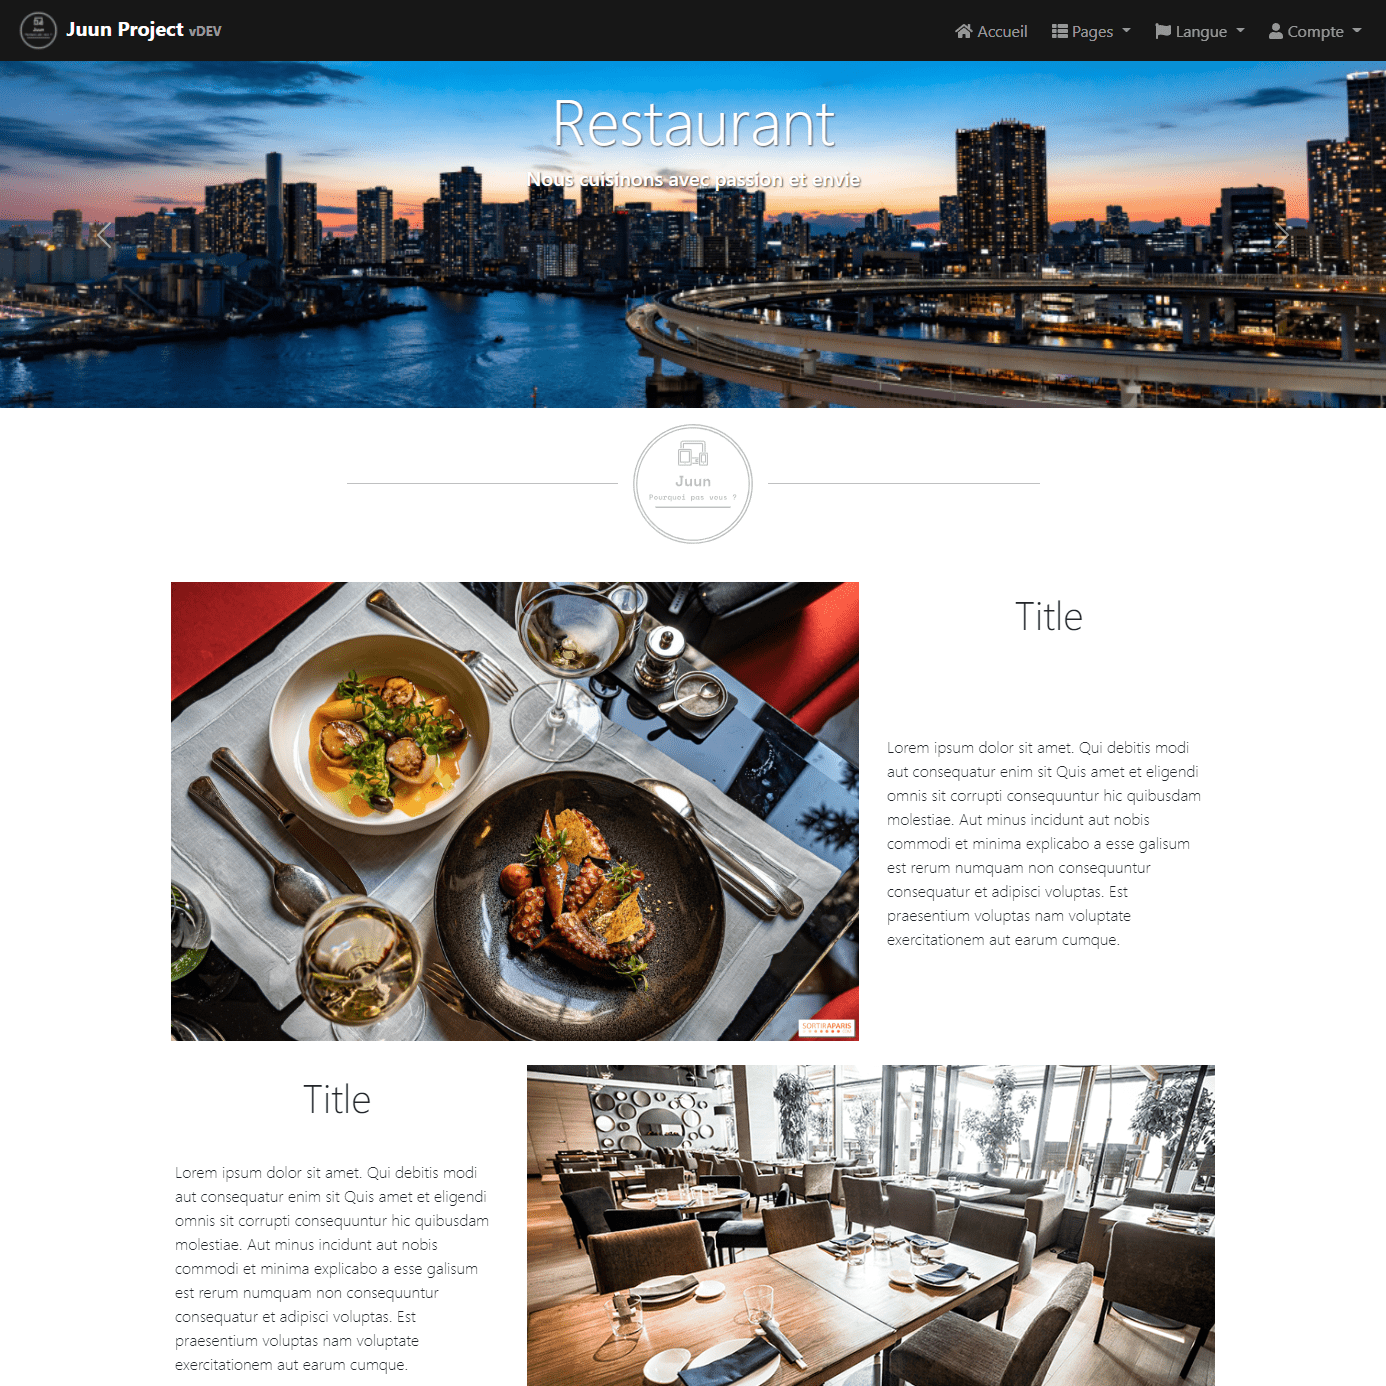 Juun Project vDEV
Accueil
Pages
Langue
Compte
Restaurant
Nous cuisinons avec passion et envie
Juun
Pourquoi pas vous ?
Title
Lorem ipsum dolor sit amet. Qui debitis modi
aut consequatur enim sit Quis amet et eligendi
omnis sit corrupti consequuntur hic quibusdam
molestiae. Aut minus incidunt aut nobis
commodi et minima explicabo a esse galisum
est rerum numquam non consequuntur
consequatur et adipisci voluptas. Est
praesentium voluptas nam voluptate
exercitationem aut earum cumque.
SORTIRAPARIS
Title
Lorem ipsum dolor sit amet. Qui debitis modi
aut consequatur enim sit Quis amet et eligendi
omnis sit corrupti consequuntur hic quibusdam
molestiae. Aut minus incidunt aut nobis
commodi et minima explicabo a esse galisum
est rerum numquam non consequuntur
consequatur et adipisci voluptas. Est
praesentium voluptas nam voluptate
exercitationem aut earum cumque.